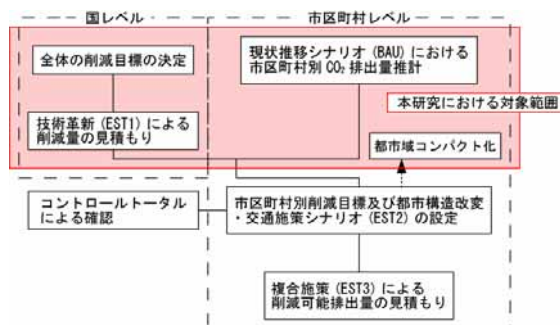 国レベル
市区町村レベル
全体の削減目標の決定
現状推移シナリオ(BAU)における
市区町村別CO₂排出量推計
本研究における対象範囲
技術革新(EST1)による
削減量の見積もり
都市域コンパクト化
コントロールトータル
による確認
市区町村別削減目標及び都市構造改変
・交通施策シナリオ(EST2)の設定
複合施策(EST3)による
削減可能排出量の見積もり